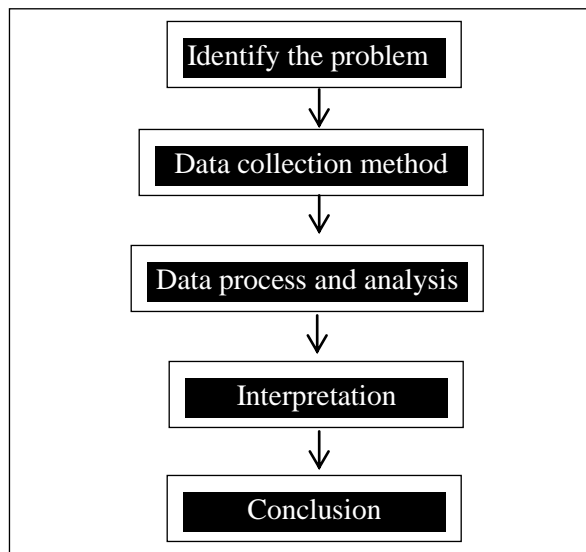 Identify the problem
Data collection method
Data process and analysis
Interpretation
Conclusion